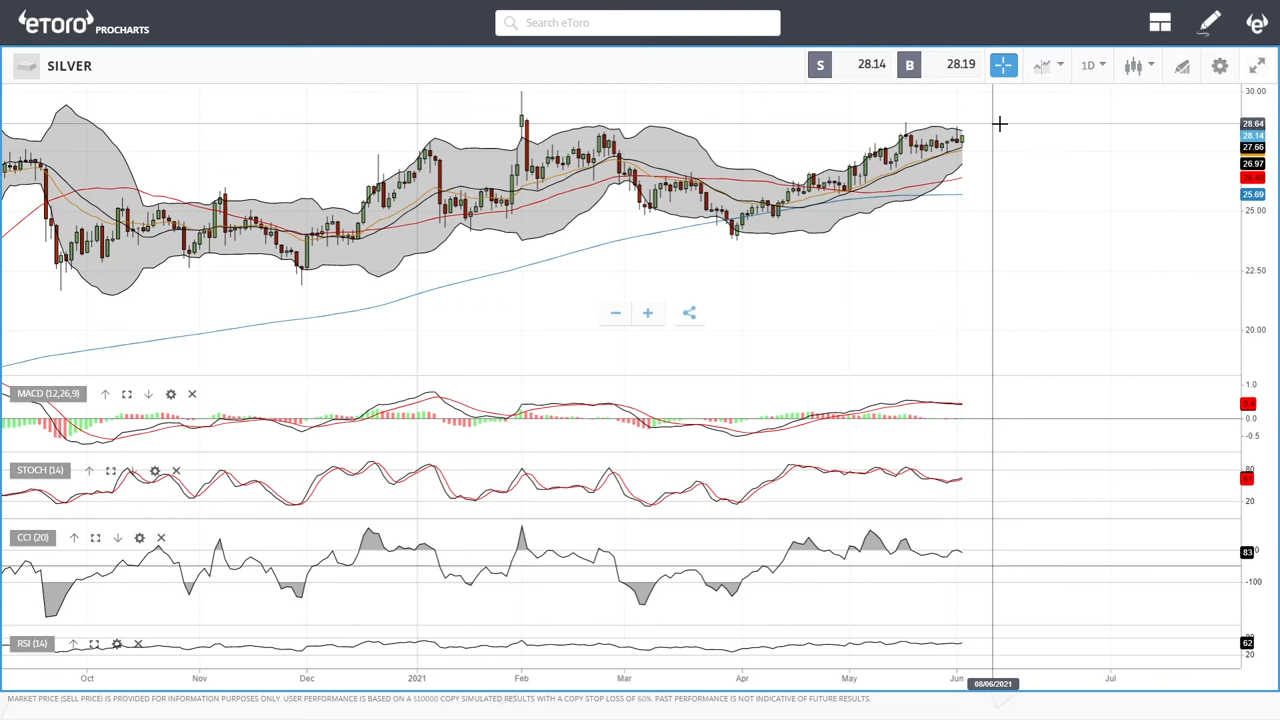 eToro PROCHARTS
Search eToro
SILVER
S 28.14 B 28.19
1D
30.00
28.64
28.14
27.66
26.97
25.69
25.00
22.50
20.00
MACD (12,26,9)
1.0
0.0
-0.5
STOCH (14)
80
20
CCI (20)
83
-100
RSI (14)
62
20
Oct Nov Dec 2021 Feb Mar Apr May Jun 08/06/2021 Jul
MARKET PRICE (SELL PRICE) IS PROVIDED FOR INFORMATION PURPOSES ONLY. USER PERFORMANCE IS BASED ON A $10000 COPY SIMULATED RESULTS WITH A COPY STOP LOSS OF 60%. PAST PERFORMANCE IS NOT INDICATIVE OF FUTURE RESULTS.